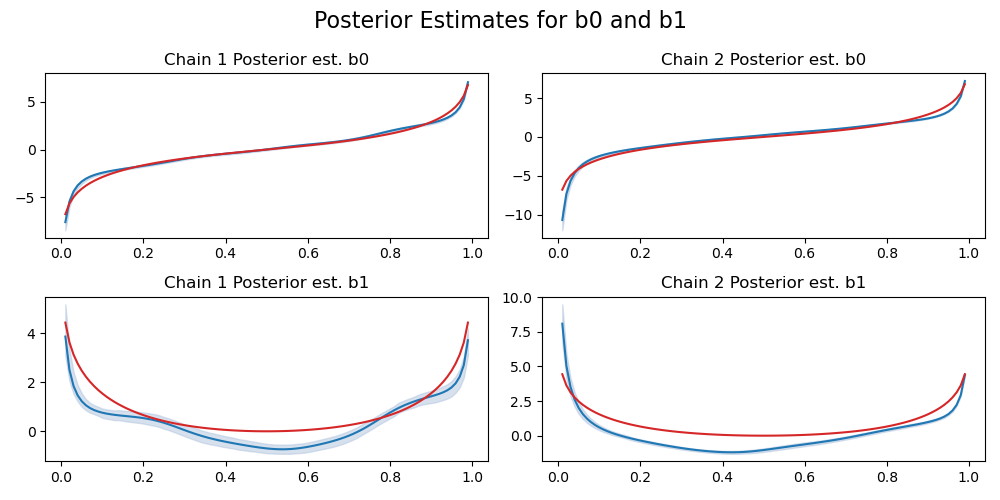 Posterior Estimates for b0 and b1
Chain 1 Posterior est. b0
5
0
−5
0.0 0.2 0.4 0.6 0.8 1.0
Chain 2 Posterior est. b0
5
0
−5
−10
0.0 0.2 0.4 0.6 0.8 1.0
Chain 1 Posterior est. b1
4
2
0
0.0 0.2 0.4 0.6 0.8 1.0
Chain 2 Posterior est. b1
10.0
7.5
5.0
2.5
0.0
0.0 0.2 0.4 0.6 0.8 1.0